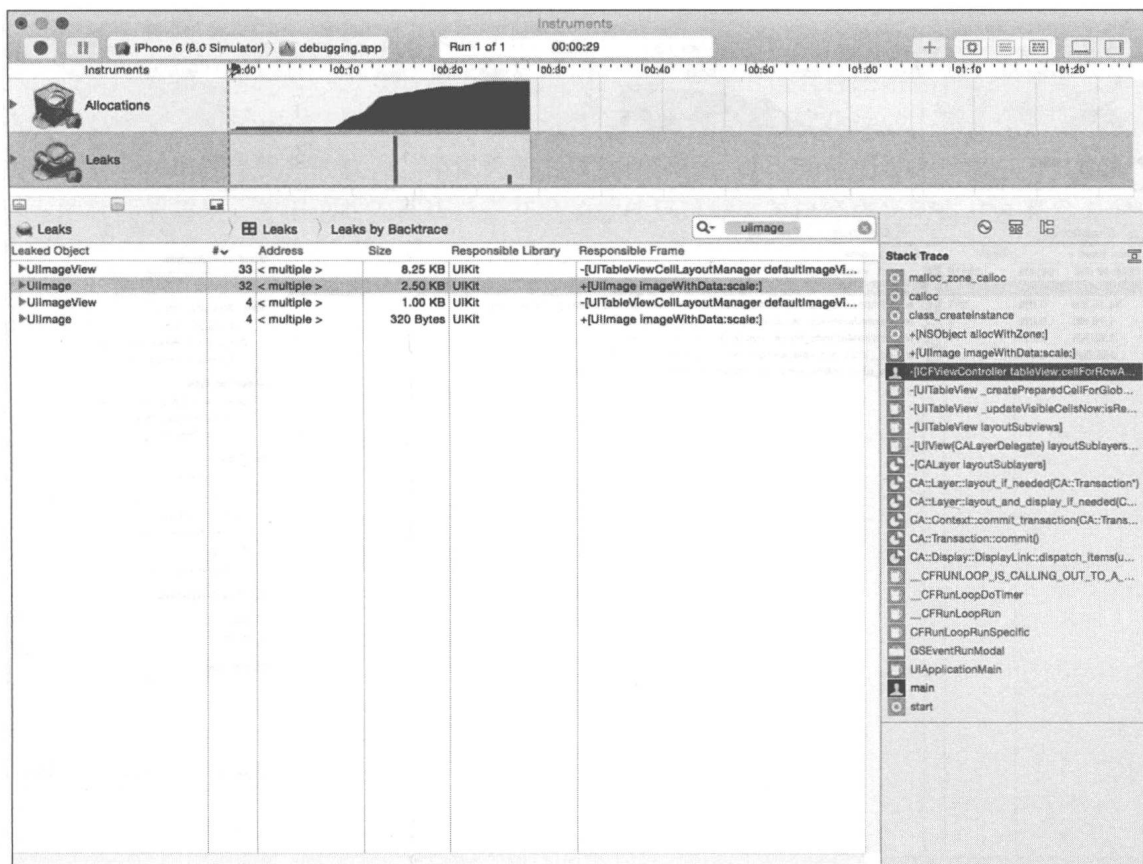 Instruments
iPhone 6 (8.0 Simulator) debugging.app Run 1 of 1 00:00:29
Instruments 00:00 00:10 00:20 00:30 00:40 00:50 01:00 01:10 01:20
Allocations
Leaks
Leaks Leaks Leaks by Backtrace uiimage
Leaked Object # Address Size Responsible Library Responsible Frame
UIImageView 33 < multiple > 8.25 KB UIKit -[UITableViewCellLayoutManager defaultImageVi...
UIImage 32 < multiple > 2.50 KB UIKit +[UIImage imageWithData:scale:]
UIImageView 4 < multiple > 1.00 KB UIKit -[UITableViewCellLayoutManager defaultImageVi...
UIImage 4 < multiple > 320 Bytes UIKit +[UIImage imageWithData:scale:]
Stack Trace
malloc_zone_calloc
calloc
class_createInstance
+[NSObject allocWithZone:]
+[UIImage imageWithData:scale:]
-[ICFViewController tableView:cellForRowA...
-[UITableView _createPreparedCellForGlob...
-[UITableView _updateVisibleCellsNow:isRe...
-[UITableView layoutSubviews]
-[UIView(CALayerDelegate) layoutSublayers...
-[CALayer layoutSublayers]
CA::Layer::layout_if_needed(CA::Transaction*)
CA::Layer::layout_and_display_if_needed(C...
CA::Context::commit_transaction(CA::Trans...
CA::Transaction::commit()
CA::Display::DisplayLink::dispatch_items(u...
__CFRUNLOOP_IS_CALLING_OUT_TO_A_...
__CFRunLoopDoTimer
__CFRunLoopRun
CFRunLoopRunSpecific
GSEventRunModal
UIApplicationMain
main
start